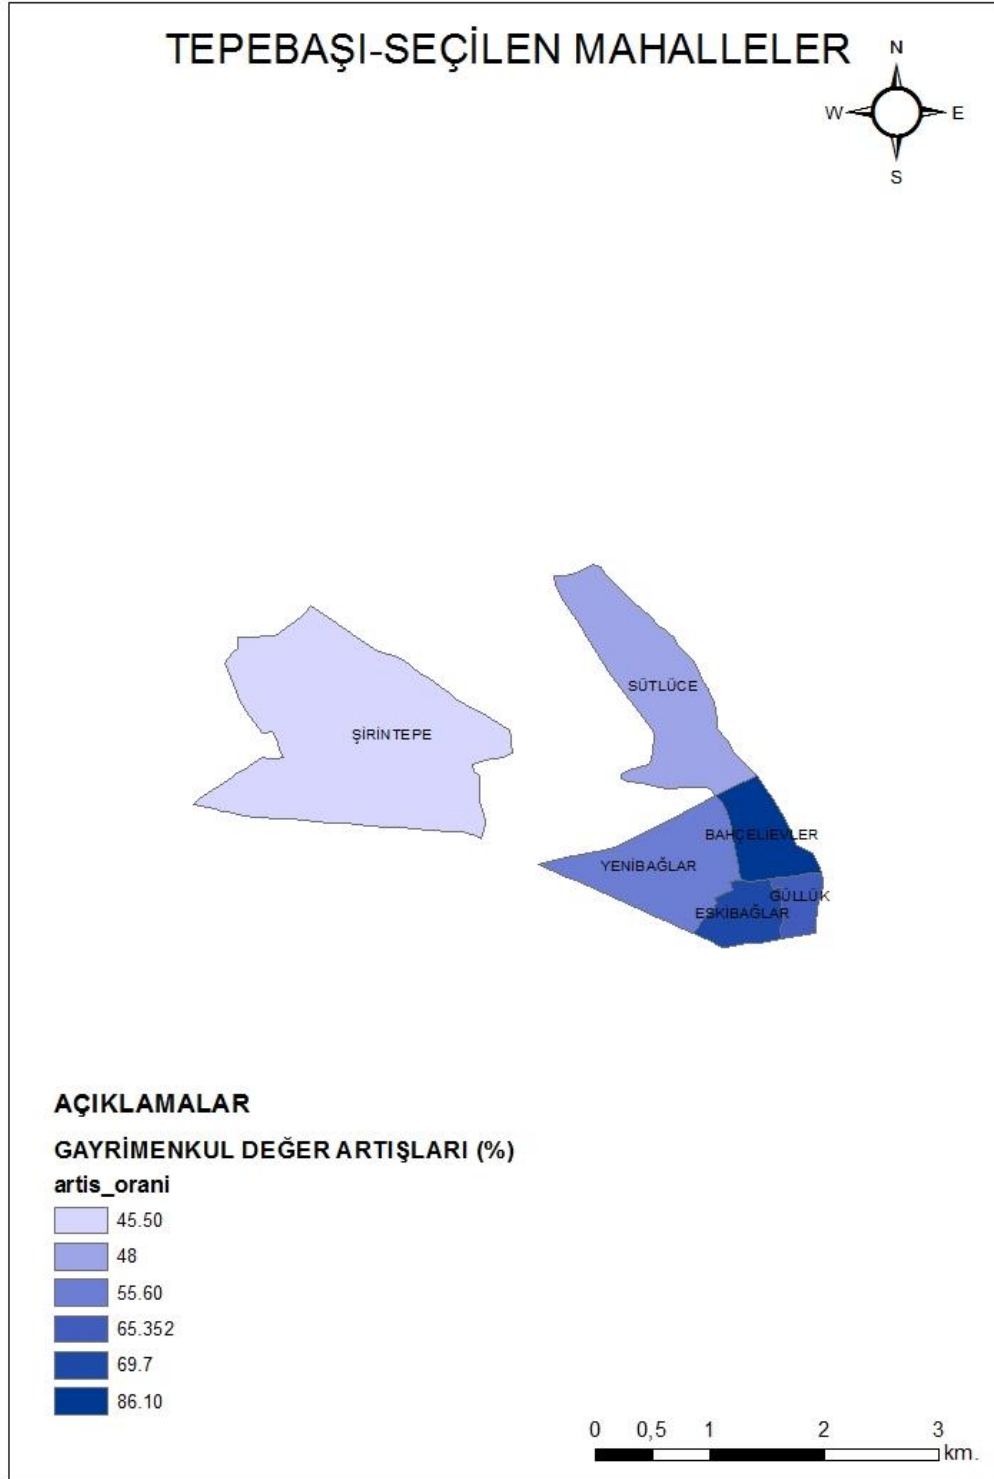 TEPEBAŞI-SEÇİLEN MAHALLELER
N
W E
S
SÜTLÜCE
ŞİRİNTEPE
BAHÇELİEVLER
YENİBAĞLAR
GÜLLÜK
ESKİBAĞLAR
AÇIKLAMALAR
GAYRİMENKUL DEĞER ARTIŞLARI (%)
artis_orani
45.50
48
55.60
65.352
69.7
86.10
0 0,5 1 2 3
km.